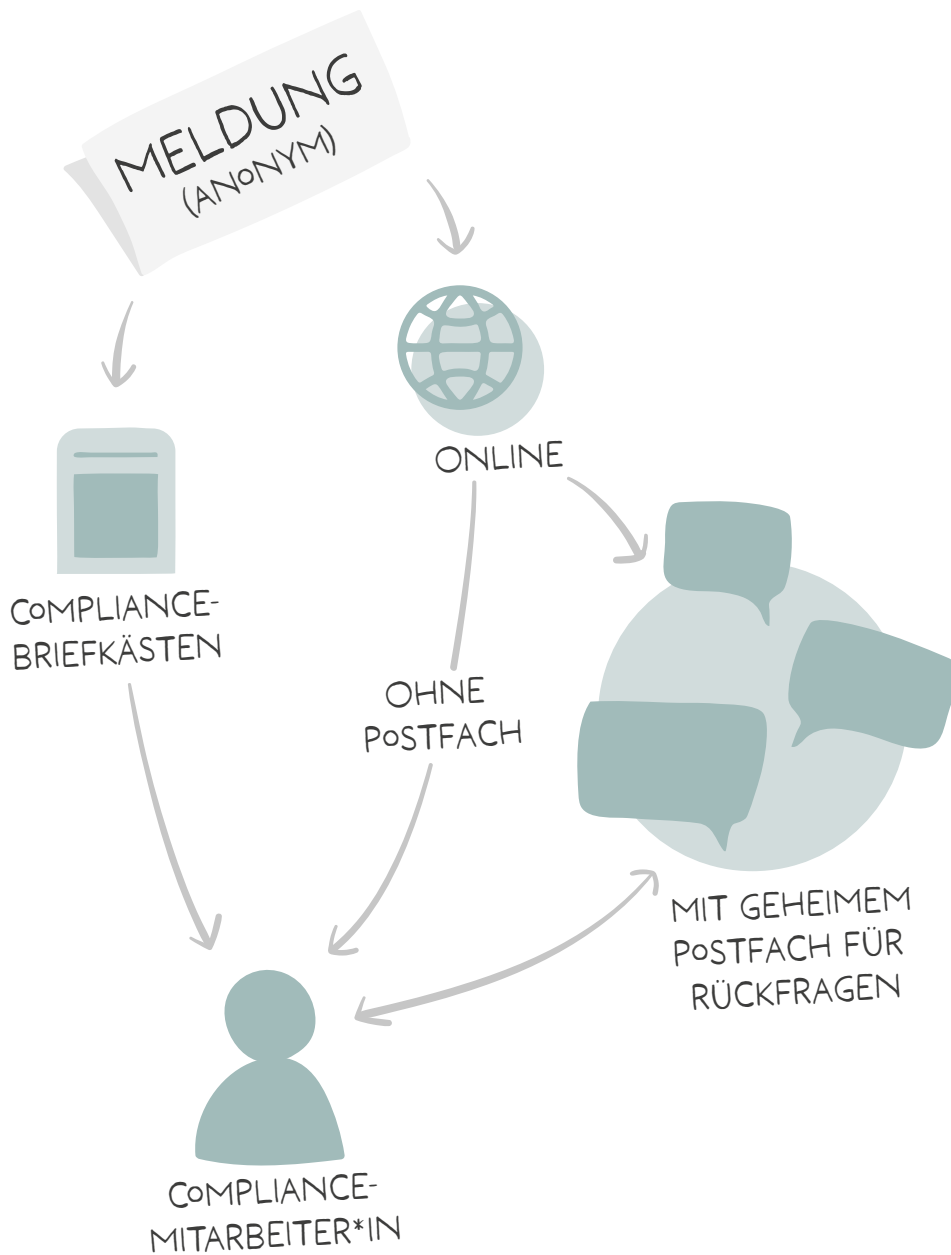 MELDUNG
(ANONYM)
ONLINE
COMPLIANCE-
BRIEFKÄSTEN
OHNE
POSTFACH
MIT GEHEIMEM
POSTFACH FÜR
RÜCKFRAGEN
COMPLIANCE-
MITARBEITER*IN